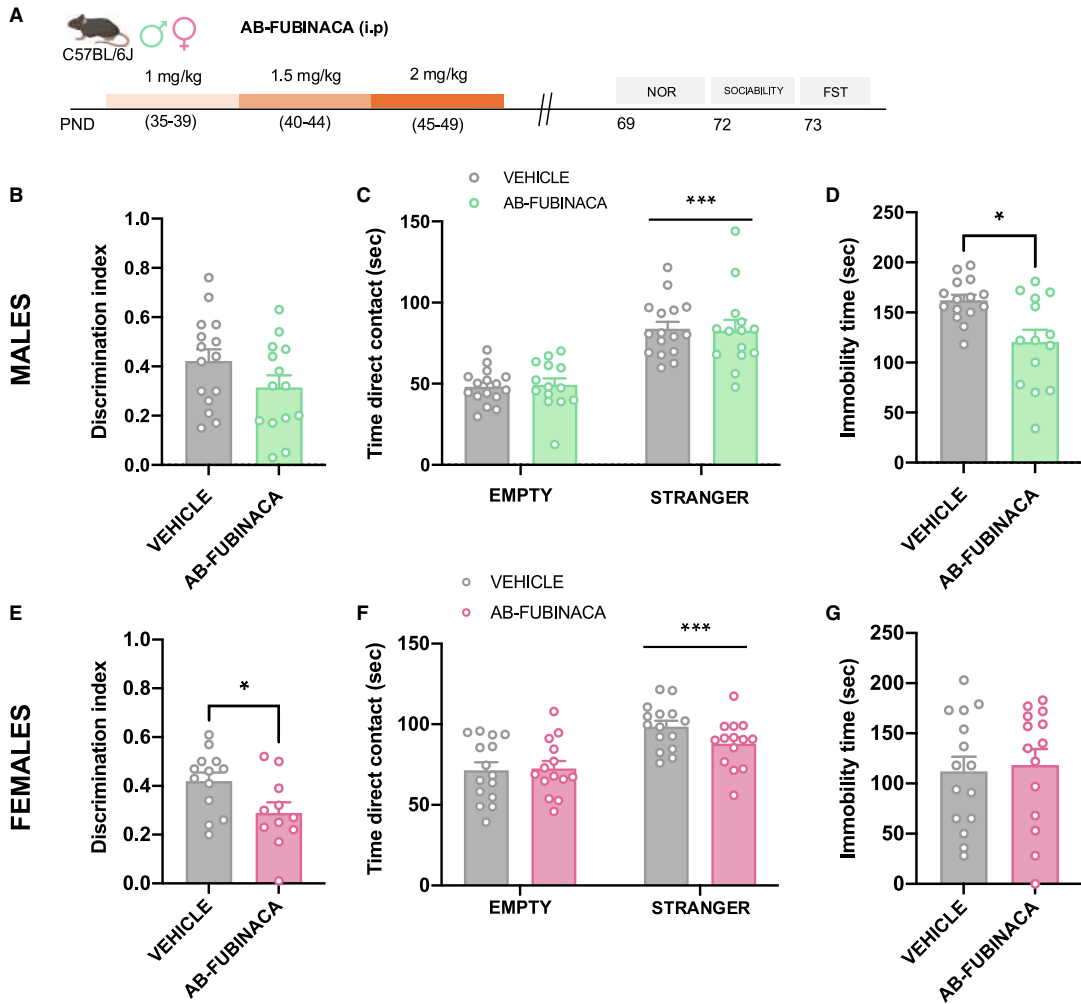 A
AB-FUBINACA (i.p)
C57BL/6J
1 mg/kg 1.5 mg/kg 2 mg/kg
NOR SOCIABILITY FST
PND (35-39) (40-44) (45-49) 69 72 73
MALES
B
Discrimination index
1.0
0.8
0.6
0.4
0.2
0.0
VEHICLE
AB-FUBINACA
C
VEHICLE
AB-FUBINACA
Time direct contact (sec)
150
100
50
0
***
EMPTY STRANGER
D
Immobility time (sec)
250
200
150
100
50
0
*
VEHICLE
AB-FUBINACA
FEMALES
E
Discrimination index
1.0
0.8
0.6
0.4
0.2
0.0
*
VEHICLE
AB-FUBINACA
F
VEHICLE
AB-FUBINACA
Time direct contact (sec)
150
100
50
0
***
EMPTY STRANGER
G
Immobility time (sec)
250
200
150
100
50
0
VEHICLE
AB-FUBINACA